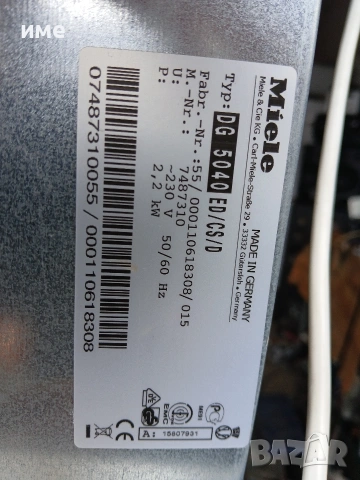 име
Miele
Miele & Cie KG • Carl-Miele-Straße 29 • 33332 Gütersloh • Germany
MADE IN GERMANY
Typ: DG 5040 ED/CS/D
Fabr.-Nr.: 55/ 000110618308/015
M.-Nr.: 7487310
U: ~230 V 50/60 Hz
P: 2,2 kW
EMC
ME01
A: 15807931
07487310055 / 000110618308
BAZAR